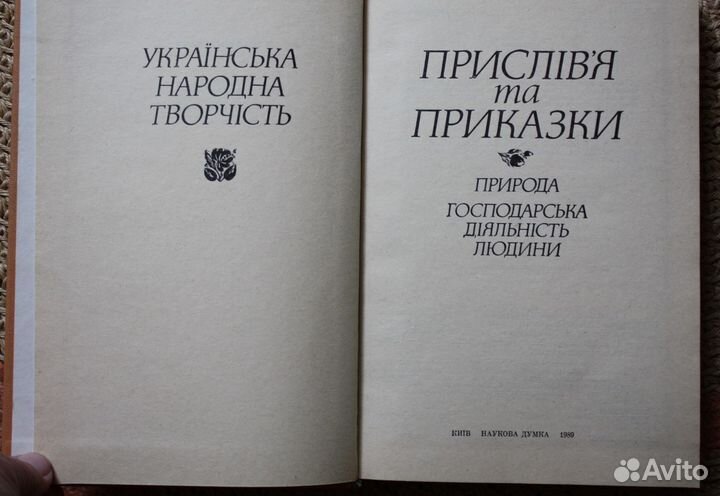 УКРАЇНСЬКА
НАРОДНА
ТВОРЧІСТЬ
ПРИСЛІВ'Я
та
ПРИКАЗКИ
ПРИРОДА
ГОСПОДАРСЬКА
ДІЯЛЬНІСТЬ
ЛЮДИНИ
КИЇВ НАУКОВА ДУМКА 1989
Avito